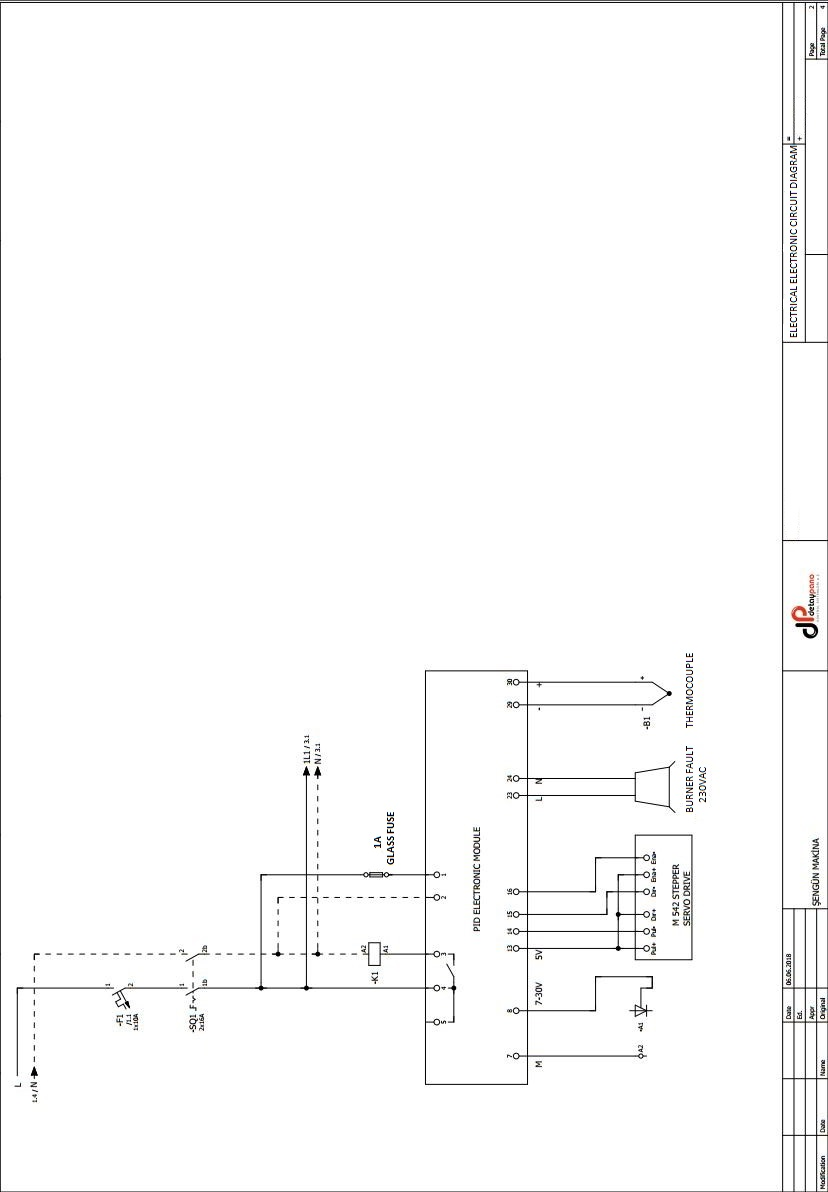 L
1.4 / N
-F1
/1.1
1x10A
1
2
-SQ1
2x16A
1
1b
2
2b
1L1 / 3.1
N / 3.1
-K1
A2
A1
1A
GLASS FUSE
5
4
3
2
1
PID ELECTRONIC MODULE
7
8
13
14
15
16
23
24
29
30
M
7-30V
5V
L
N
-
+
A2
+A1
Pul+
Pul-
Dir+
Dir-
Ena+
Ena-
M 542 STEPPER
SERVO DRIVE
BURNER FAULT
230VAC
-B1
-
+
THERMOCOUPLE
Modification
Date
Name
Date
06.06.2018
Ed.
Appr
Original
ŞENGÜN MAKİNA
dp
detaypano
ELECTRICAL ELECTRONIC CIRCUIT DIAGRAM
=
+
Page
2
Total Page
4